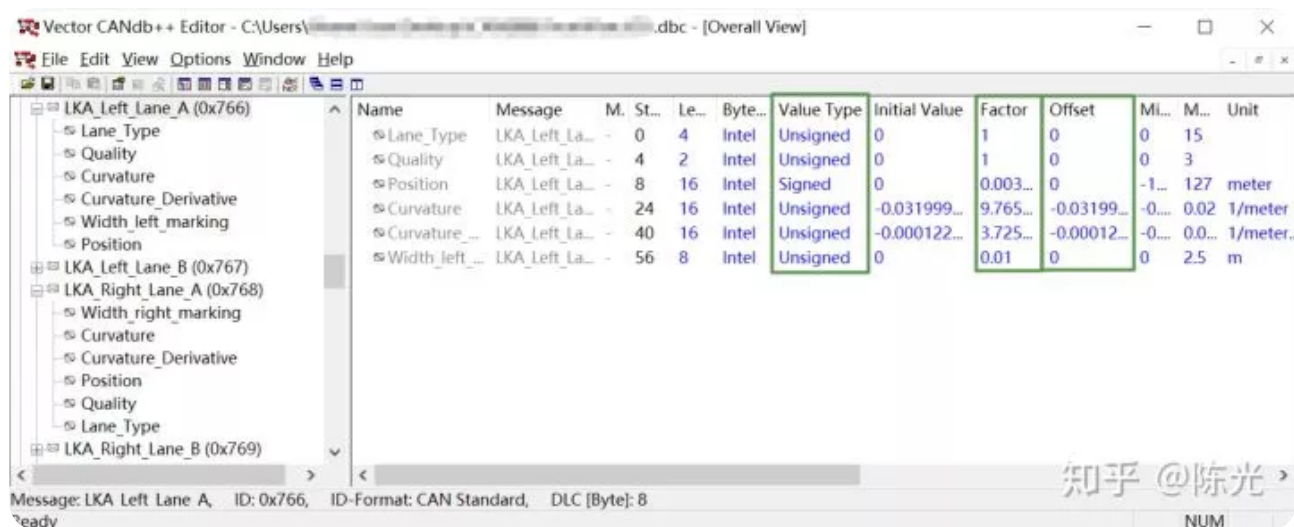 Vector CANdb++ Editor - C:\Users\ .dbc - [Overall View]
File Edit View Options Window Help
LKA_Left_Lane_A (0x766)
Lane_Type
Quality
Curvature
Curvature_Derivative
Width_left_marking
Position
LKA_Left_Lane_B (0x767)
LKA_Right_Lane_A (0x768)
Width_right_marking
Curvature
Curvature_Derivative
Position
Quality
Lane_Type
LKA_Right_Lane_B (0x769)
Name Message M. St... Le... Byte... Value Type Initial Value Factor Offset Mi... M... Unit
Lane_Type LKA_Left_La... - 0 4 Intel Unsigned 0 1 0 0 15
Quality LKA_Left_La... - 4 2 Intel Unsigned 0 1 0 0 3
Position LKA_Left_La... - 8 16 Intel Signed 0 0.003... 0 -1... 127 meter
Curvature LKA_Left_La... - 24 16 Intel Unsigned -0.031999... 9.765... -0.03199... -0.... 0.02 1/meter
Curvature_... LKA_Left_La... - 40 16 Intel Unsigned -0.000122... 3.725... -0.00012... -0.... 0.0... 1/meter..
Width_left_... LKA_Left_La... - 56 8 Intel Unsigned 0 0.01 0 0 2.5 m
知乎 @陈光
Message: LKA_Left_Lane_A, ID: 0x766, ID-Format: CAN Standard, DLC [Byte]: 8
Ready NUM